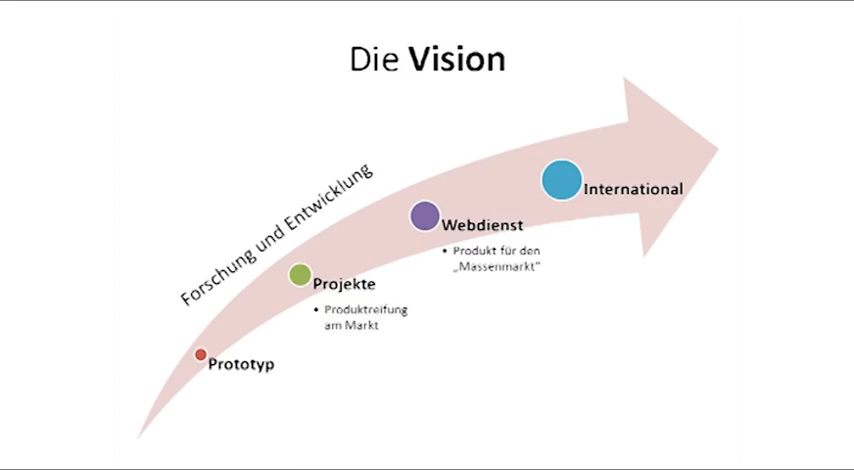 Die Vision
Forschung und Entwicklung
International
Webdienst
• Produkt für den
„Massenmarkt“
Projekte
• Produktreifung
am Markt
Prototyp